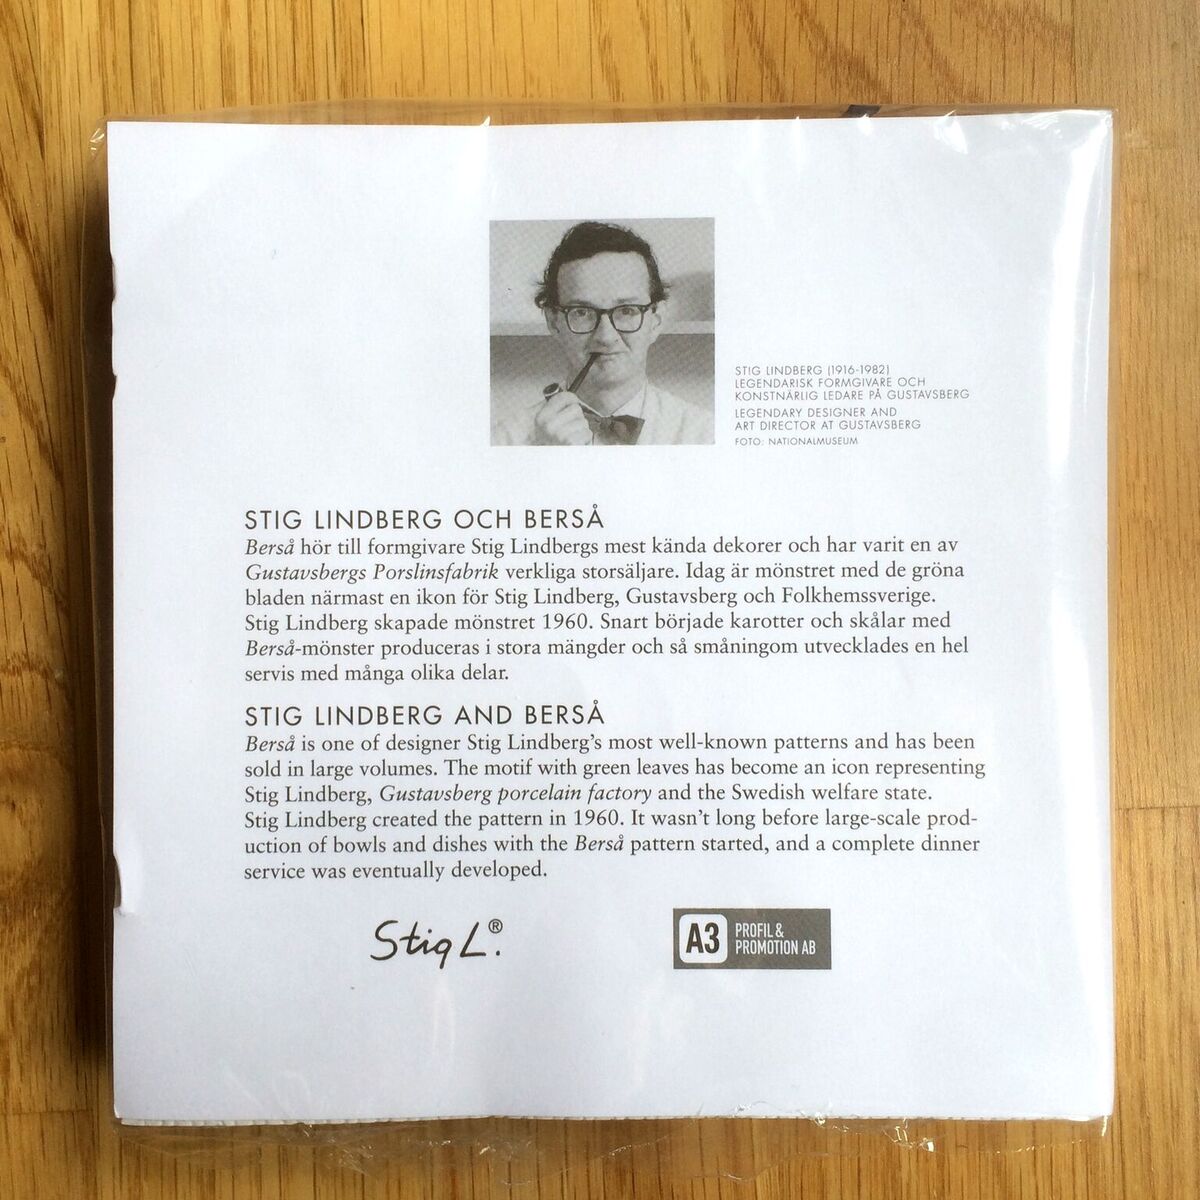 STIG LINDBERG (1916-1982)
LEGENDARISK FORMGIVARE OCH
KONSTNÄRLIG LEDARE PÅ GUSTAVSBERG
LEGENDARY DESIGNER AND
ART DIRECTOR AT GUSTAVSBERG
FOTO: NATIONALMUSEUM
STIG LINDBERG OCH BERSÅ
Berså hör till formgivare Stig Lindbergs mest kända dekorer och har varit en av
Gustavsbergs Porslinsfabrik verkliga storsäljare. Idag är mönstret med de gröna
bladen närmast en ikon för Stig Lindberg, Gustavsberg och Folkhemssverige.
Stig Lindberg skapade mönstret 1960. Snart började karotter och skålar med
Berså-mönster produceras i stora mängder och så småningom utvecklades en hel
servis med många olika delar.
STIG LINDBERG AND BERSÅ
Berså is one of designer Stig Lindberg's most well-known patterns and has been
sold in large volumes. The motif with green leaves has become an icon representing
Stig Lindberg, Gustavsberg porcelain factory and the Swedish welfare state.
Stig Lindberg created the pattern in 1960. It wasn't long before large-scale prod-
uction of bowls and dishes with the Berså pattern started, and a complete dinner
service was eventually developed.
Stig L.®
A3 PROFIL &
PROMOTION AB